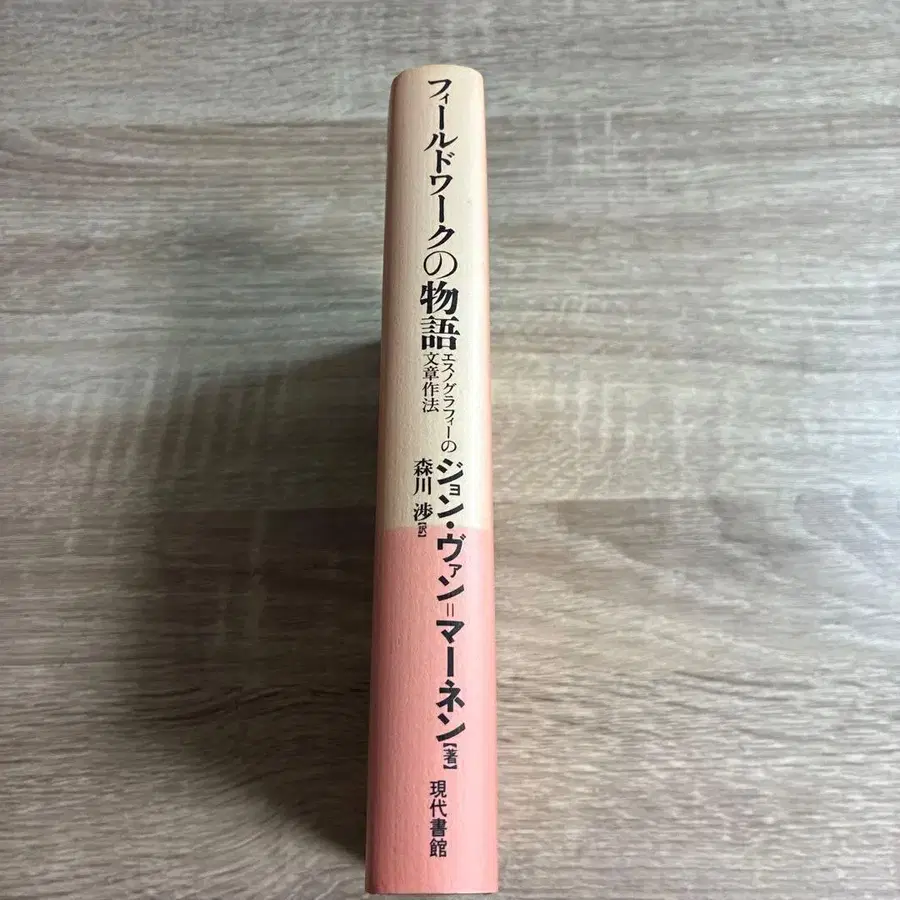 フィールドワークの物語
エスノグラフィーの
文章作法
ジョン・ヴァン=マーネン【著】
森川 渉【訳】
現代書館